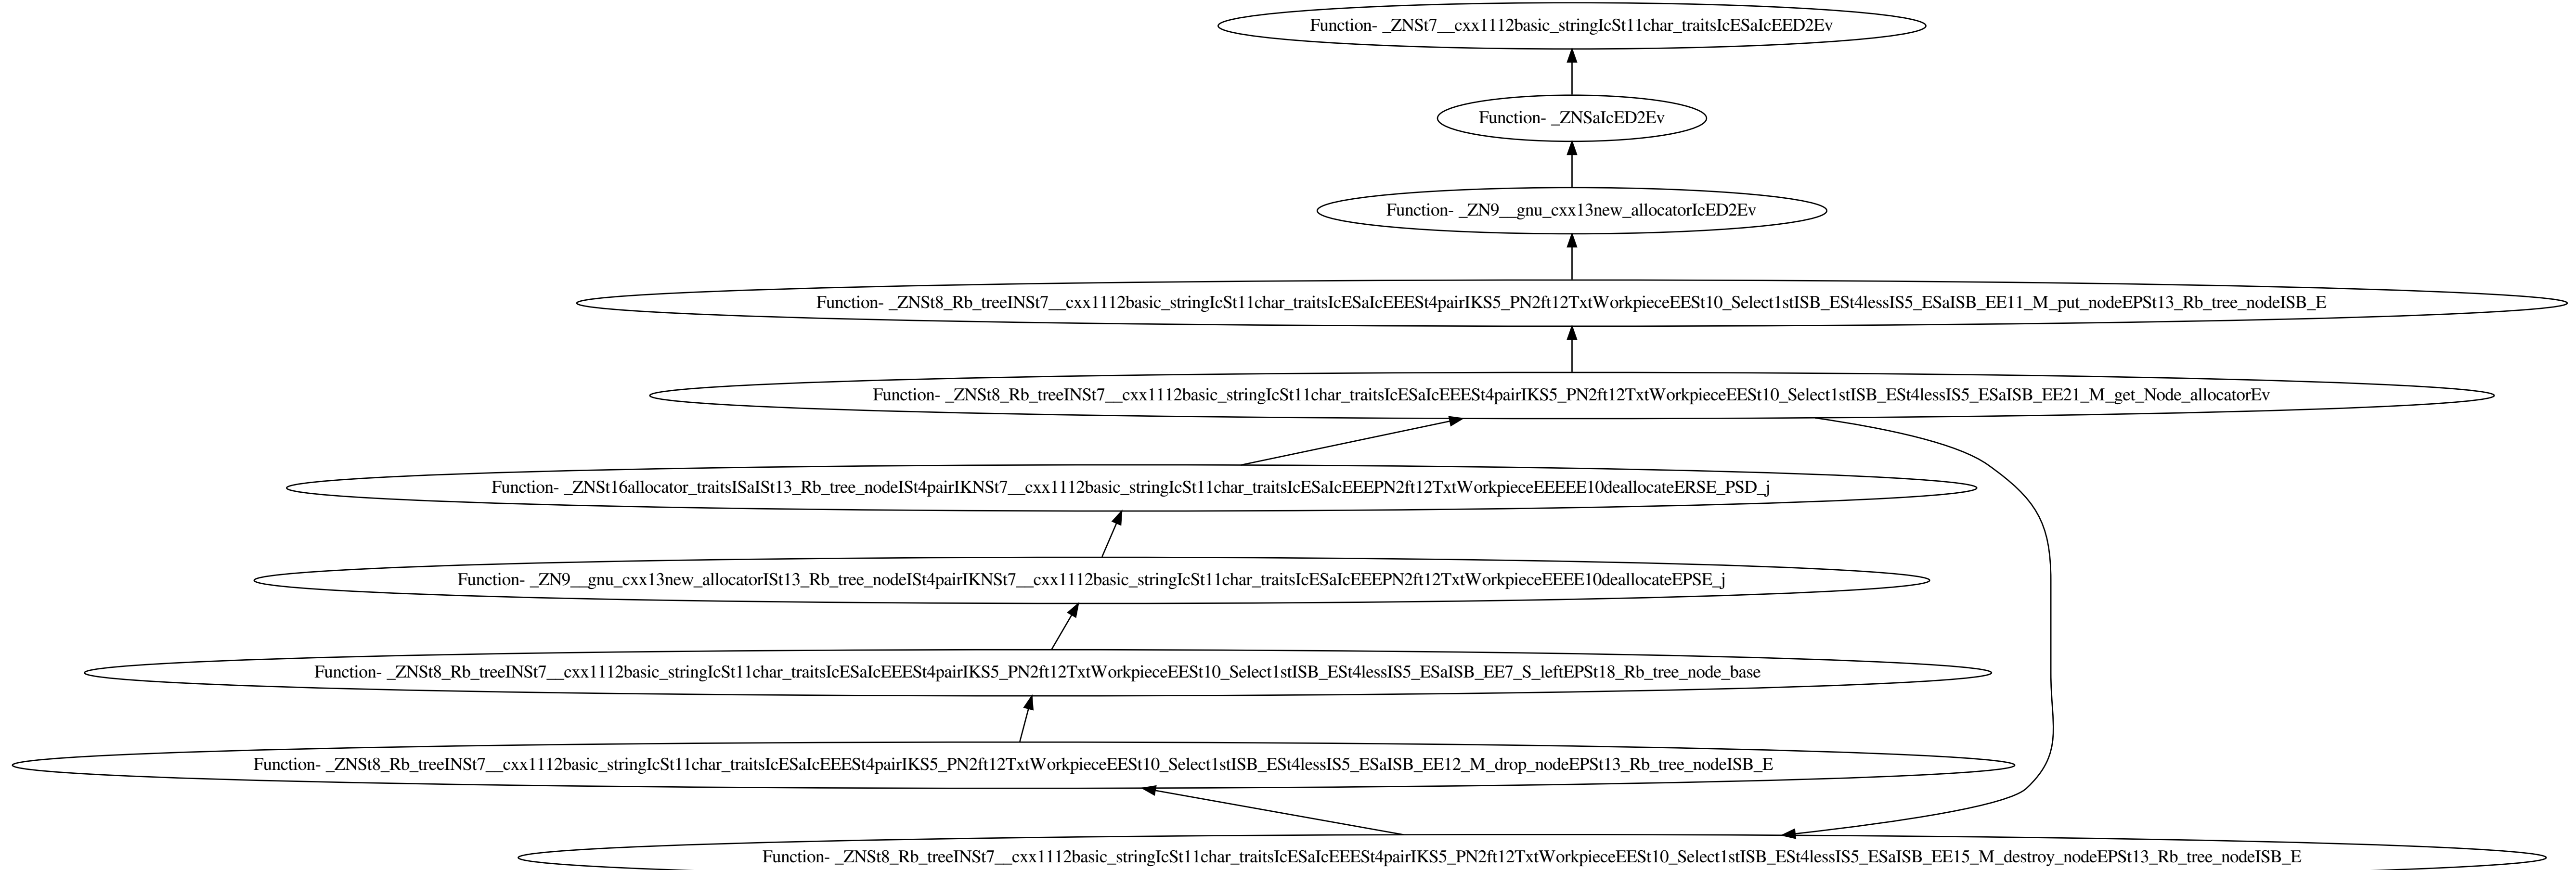 Function- _ZNSt7__cxx1112basic_stringIcSt11char_traitsIcESaIcEED2Ev
Function- _ZNSaIcED2Ev
Function- _ZN9__gnu_cxx13new_allocatorIcED2Ev
Function- _ZNSt8_Rb_treeINSt7__cxx1112basic_stringIcSt11char_traitsIcESaIcEEESt4pairIKS5_PN2ft12TxtWorkpieceEESt10_Select1stISB_ESt4lessIS5_ESaISB_EE11_M_put_nodeEPSt13_Rb_tree_nodeISB_E
Function- _ZNSt8_Rb_treeINSt7__cxx1112basic_stringIcSt11char_traitsIcESaIcEEESt4pairIKS5_PN2ft12TxtWorkpieceEESt10_Select1stISB_ESt4lessIS5_ESaISB_EE21_M_get_Node_allocatorEv
Function- _ZNSt16allocator_traitsISaISt13_Rb_tree_nodeISt4pairIKNSt7__cxx1112basic_stringIcSt11char_traitsIcESaIcEEEPN2ft12TxtWorkpieceEEEEE10deallocateERSE_PSD_j
Function- _ZN9__gnu_cxx13new_allocatorISt13_Rb_tree_nodeISt4pairIKNSt7__cxx1112basic_stringIcSt11char_traitsIcESaIcEEEPN2ft12TxtWorkpieceEEEE10deallocateEPSE_j
Function- _ZNSt8_Rb_treeINSt7__cxx1112basic_stringIcSt11char_traitsIcESaIcEEESt4pairIKS5_PN2ft12TxtWorkpieceEESt10_Select1stISB_ESt4lessIS5_ESaISB_EE7_S_leftEPSt18_Rb_tree_node_base
Function- _ZNSt8_Rb_treeINSt7__cxx1112basic_stringIcSt11char_traitsIcESaIcEEESt4pairIKS5_PN2ft12TxtWorkpieceEESt10_Select1stISB_ESt4lessIS5_ESaISB_EE12_M_drop_nodeEPSt13_Rb_tree_nodeISB_E
Function- _ZNSt8_Rb_treeINSt7__cxx1112basic_stringIcSt11char_traitsIcESaIcEEESt4pairIKS5_PN2ft12TxtWorkpieceEESt10_Select1stISB_ESt4lessIS5_ESaISB_EE15_M_destroy_nodeEPSt13_Rb_tree_nodeISB_E